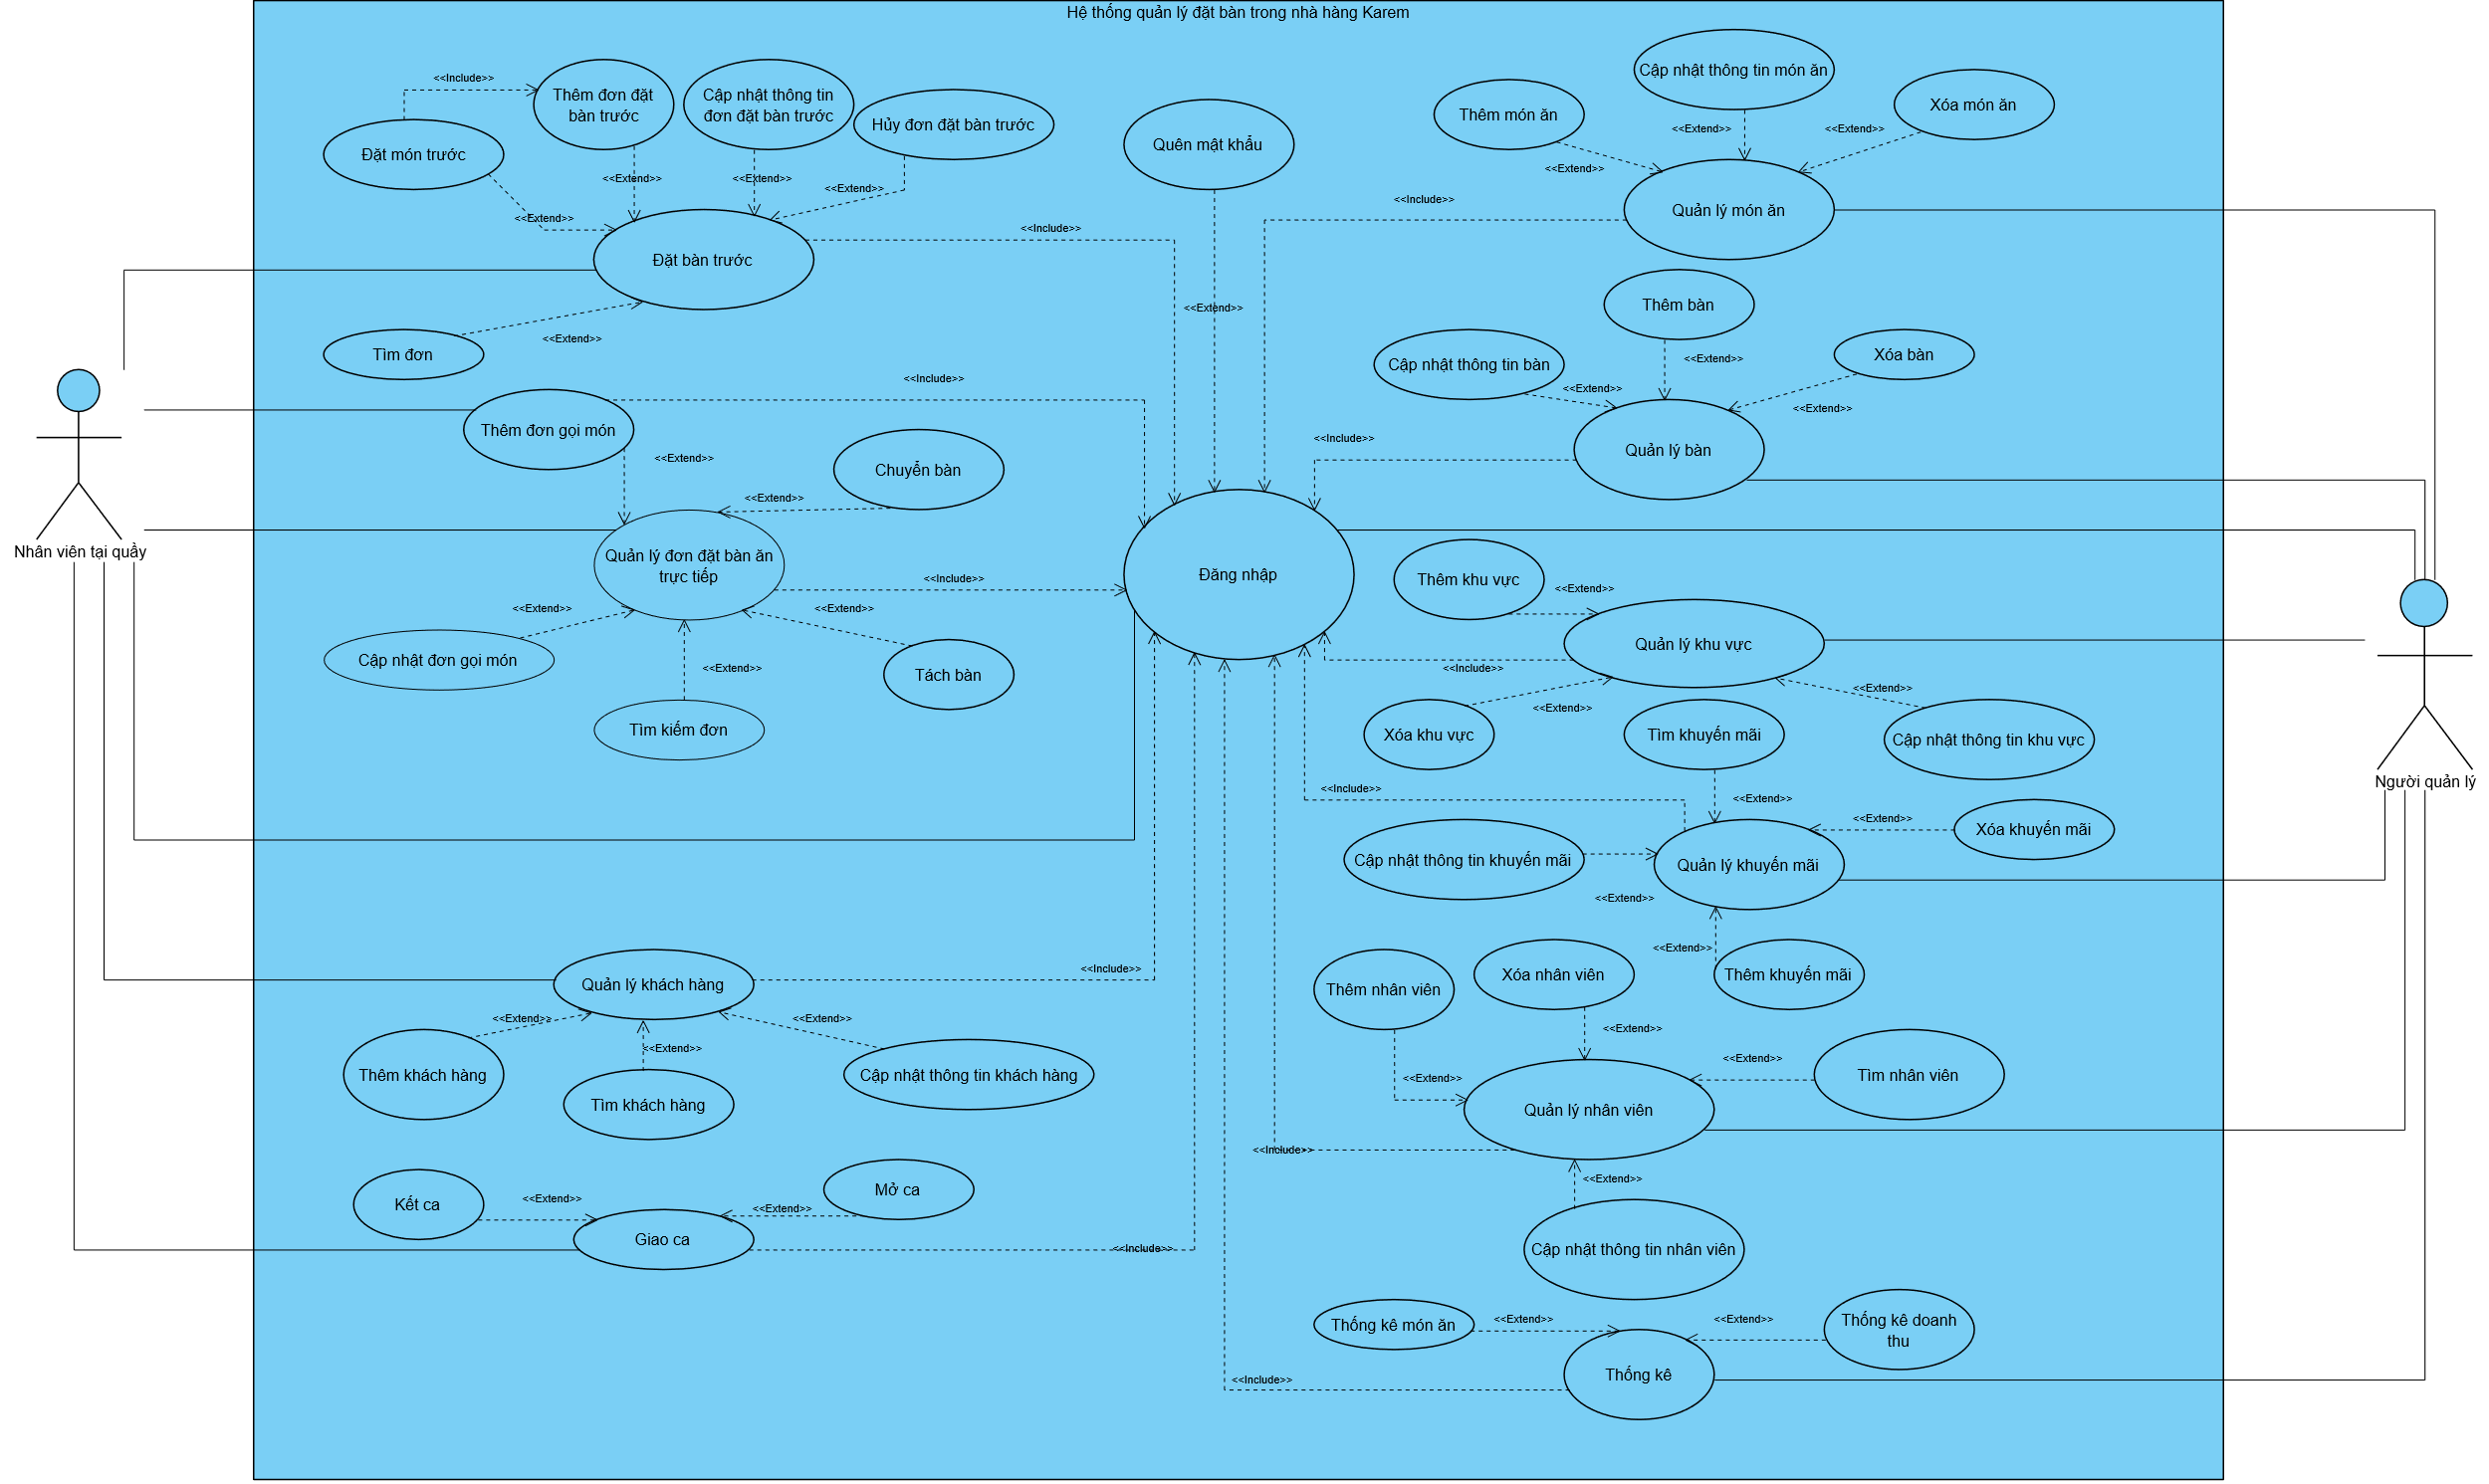 Hệ thống quản lý đặt bàn trong nhà hàng Karem
<<Include>>
Thêm đơn đặt
bàn trước
Cập nhật thông tin
đơn đặt bàn trước
Hủy đơn đặt bàn trước
Đặt món trước
<<Extend>>
<<Extend>>
<<Extend>>
<<Extend>>
<<Include>>
Đặt bàn trước
Tìm đơn
<<Extend>>
Quên mật khẩu
<<Extend>>
Cập nhật thông tin món ăn
Thêm món ăn
Xóa món ăn
<<Extend>>
<<Extend>>
<<Extend>>
<<Include>>
Quản lý món ăn
Thêm bàn
Cập nhật thông tin bàn
Xóa bàn
<<Extend>>
<<Extend>>
<<Extend>>
<<Include>>
Quản lý bàn
<<Include>>
Thêm đơn gọi món
<<Extend>>
Chuyển bàn
<<Extend>>
Nhân viên tại quầy
Quản lý đơn đặt bàn ăn
trực tiếp
<<Include>>
Đăng nhập
<<Extend>>
<<Extend>>
Cập nhật đơn gọi món
<<Extend>>
Tách bàn
Tìm kiếm đơn
Thêm khu vực
<<Extend>>
Quản lý khu vực
<<Include>>
<<Extend>>
<<Extend>>
Xóa khu vực
Tìm khuyến mãi
Cập nhật thông tin khu vực
Người quản lý
<<Include>>
<<Extend>>
<<Extend>>
Xóa khuyến mãi
Cập nhật thông tin khuyến mãi
Quản lý khuyến mãi
<<Extend>>
<<Extend>>
Thêm khuyến mãi
Quản lý khách hàng
<<Include>>
<<Extend>>
<<Extend>>
<<Extend>>
Thêm khách hàng
Tìm khách hàng
Cập nhật thông tin khách hàng
Thêm nhân viên
Xóa nhân viên
<<Extend>>
<<Extend>>
<<Extend>>
Tìm nhân viên
Quản lý nhân viên
<<Include>>
<<Extend>>
Cập nhật thông tin nhân viên
Kết ca
<<Extend>>
Mở ca
<<Extend>>
Giao ca
<<Include>>
Thống kê món ăn
<<Extend>>
<<Extend>>
Thống kê doanh
thu
Thống kê
<<Include>>